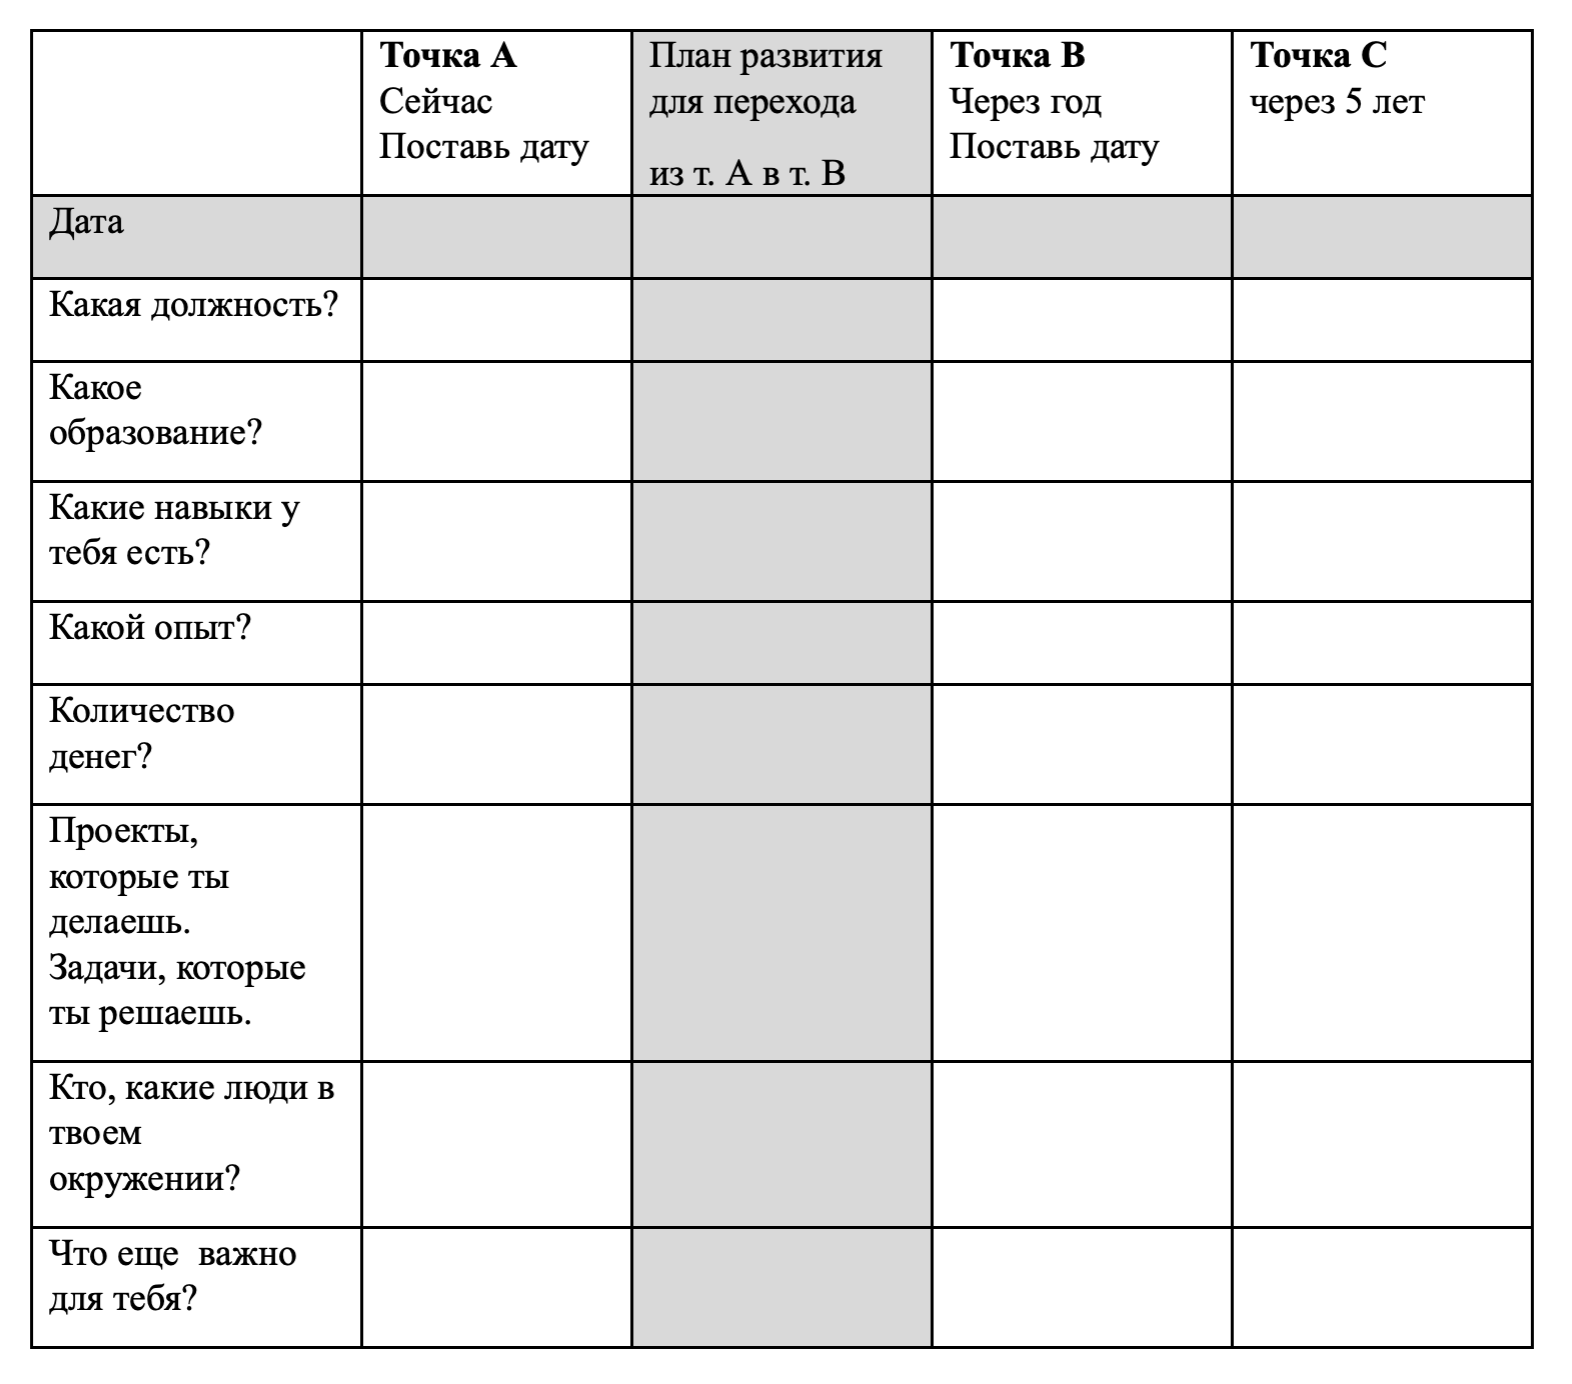 Точка А
Сейчас
Поставь дату
План развития
для перехода
из т. А в т. В
Точка В
Через год
Поставь дату
Точка С
через 5 лет
Дата
Какая должность?
Какое
образование?
Какие навыки у
тебя есть?
Какой опыт?
Количество
денег?
Проекты,
которые ты
делаешь.
Задачи, которые
ты решаешь.
Кто, какие люди в
твоем
окружении?
Что еще  важно
для тебя?